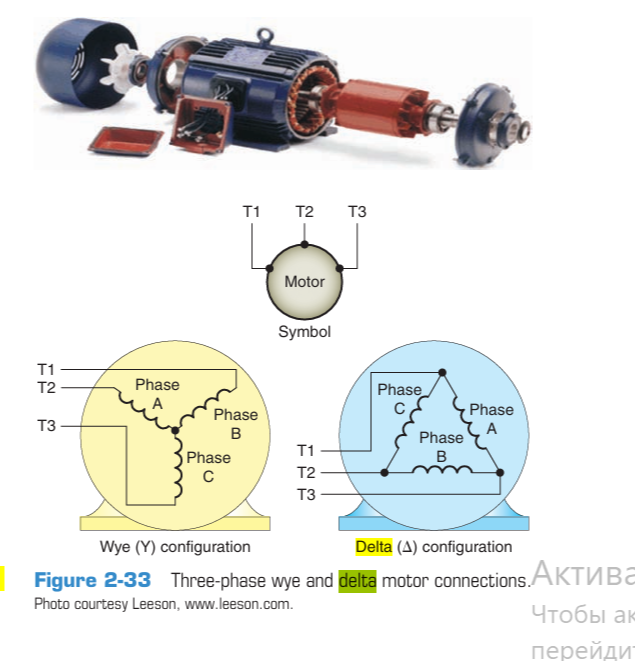 T1 T2 T3
Motor
Symbol
T1
T2
T3
Phase
A
Phase
B
Phase
C
Wye (Y) configuration
Phase
C
Phase
A
Phase
B
T1
T2
T3
Delta (Δ) configuration
Figure 2-33 Three-phase wye and delta motor connections.
Photo courtesy Leeson, www.leeson.com.
Актива
Чтобы ак
перейдит